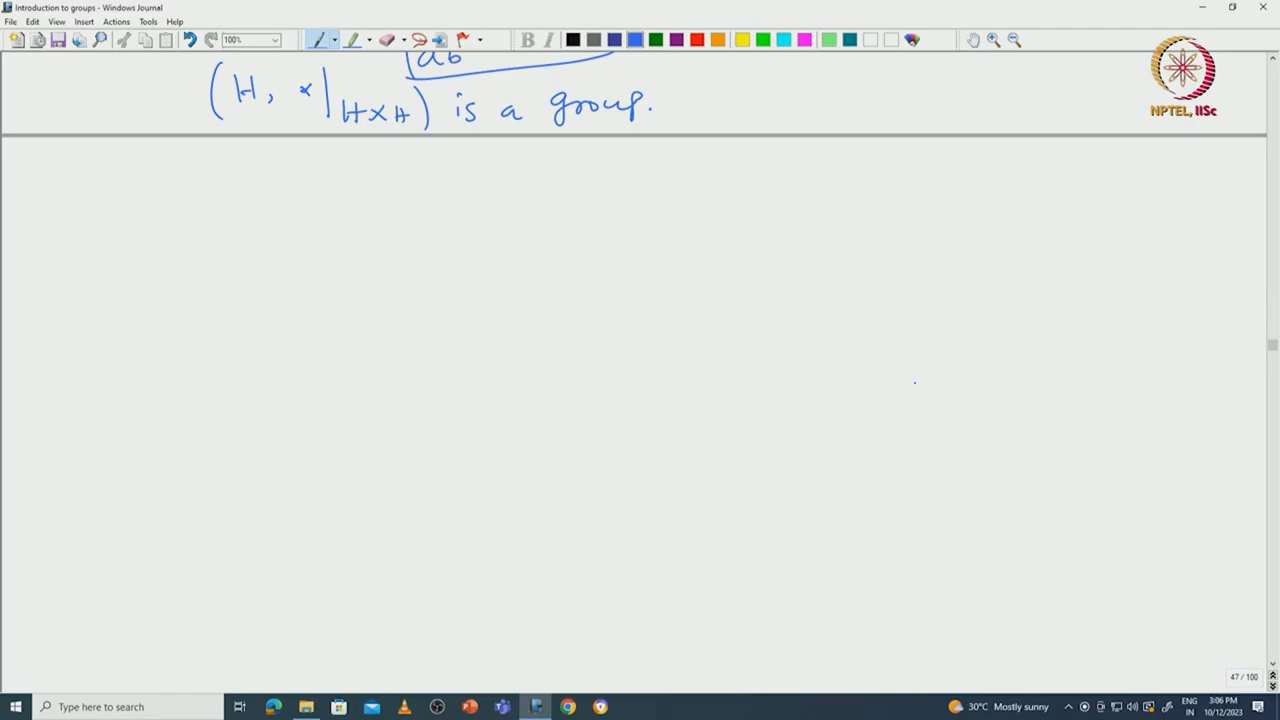 Introduction to groups - Windows Journal
File Edit View Insert Actions Tools Help
100%
NPTEL, IISc
ab
(H, *|H×H) is a group.
47 / 100
Type here to search
30°C Mostly sunny
ENG
IN
3:06 PM
10/12/2023